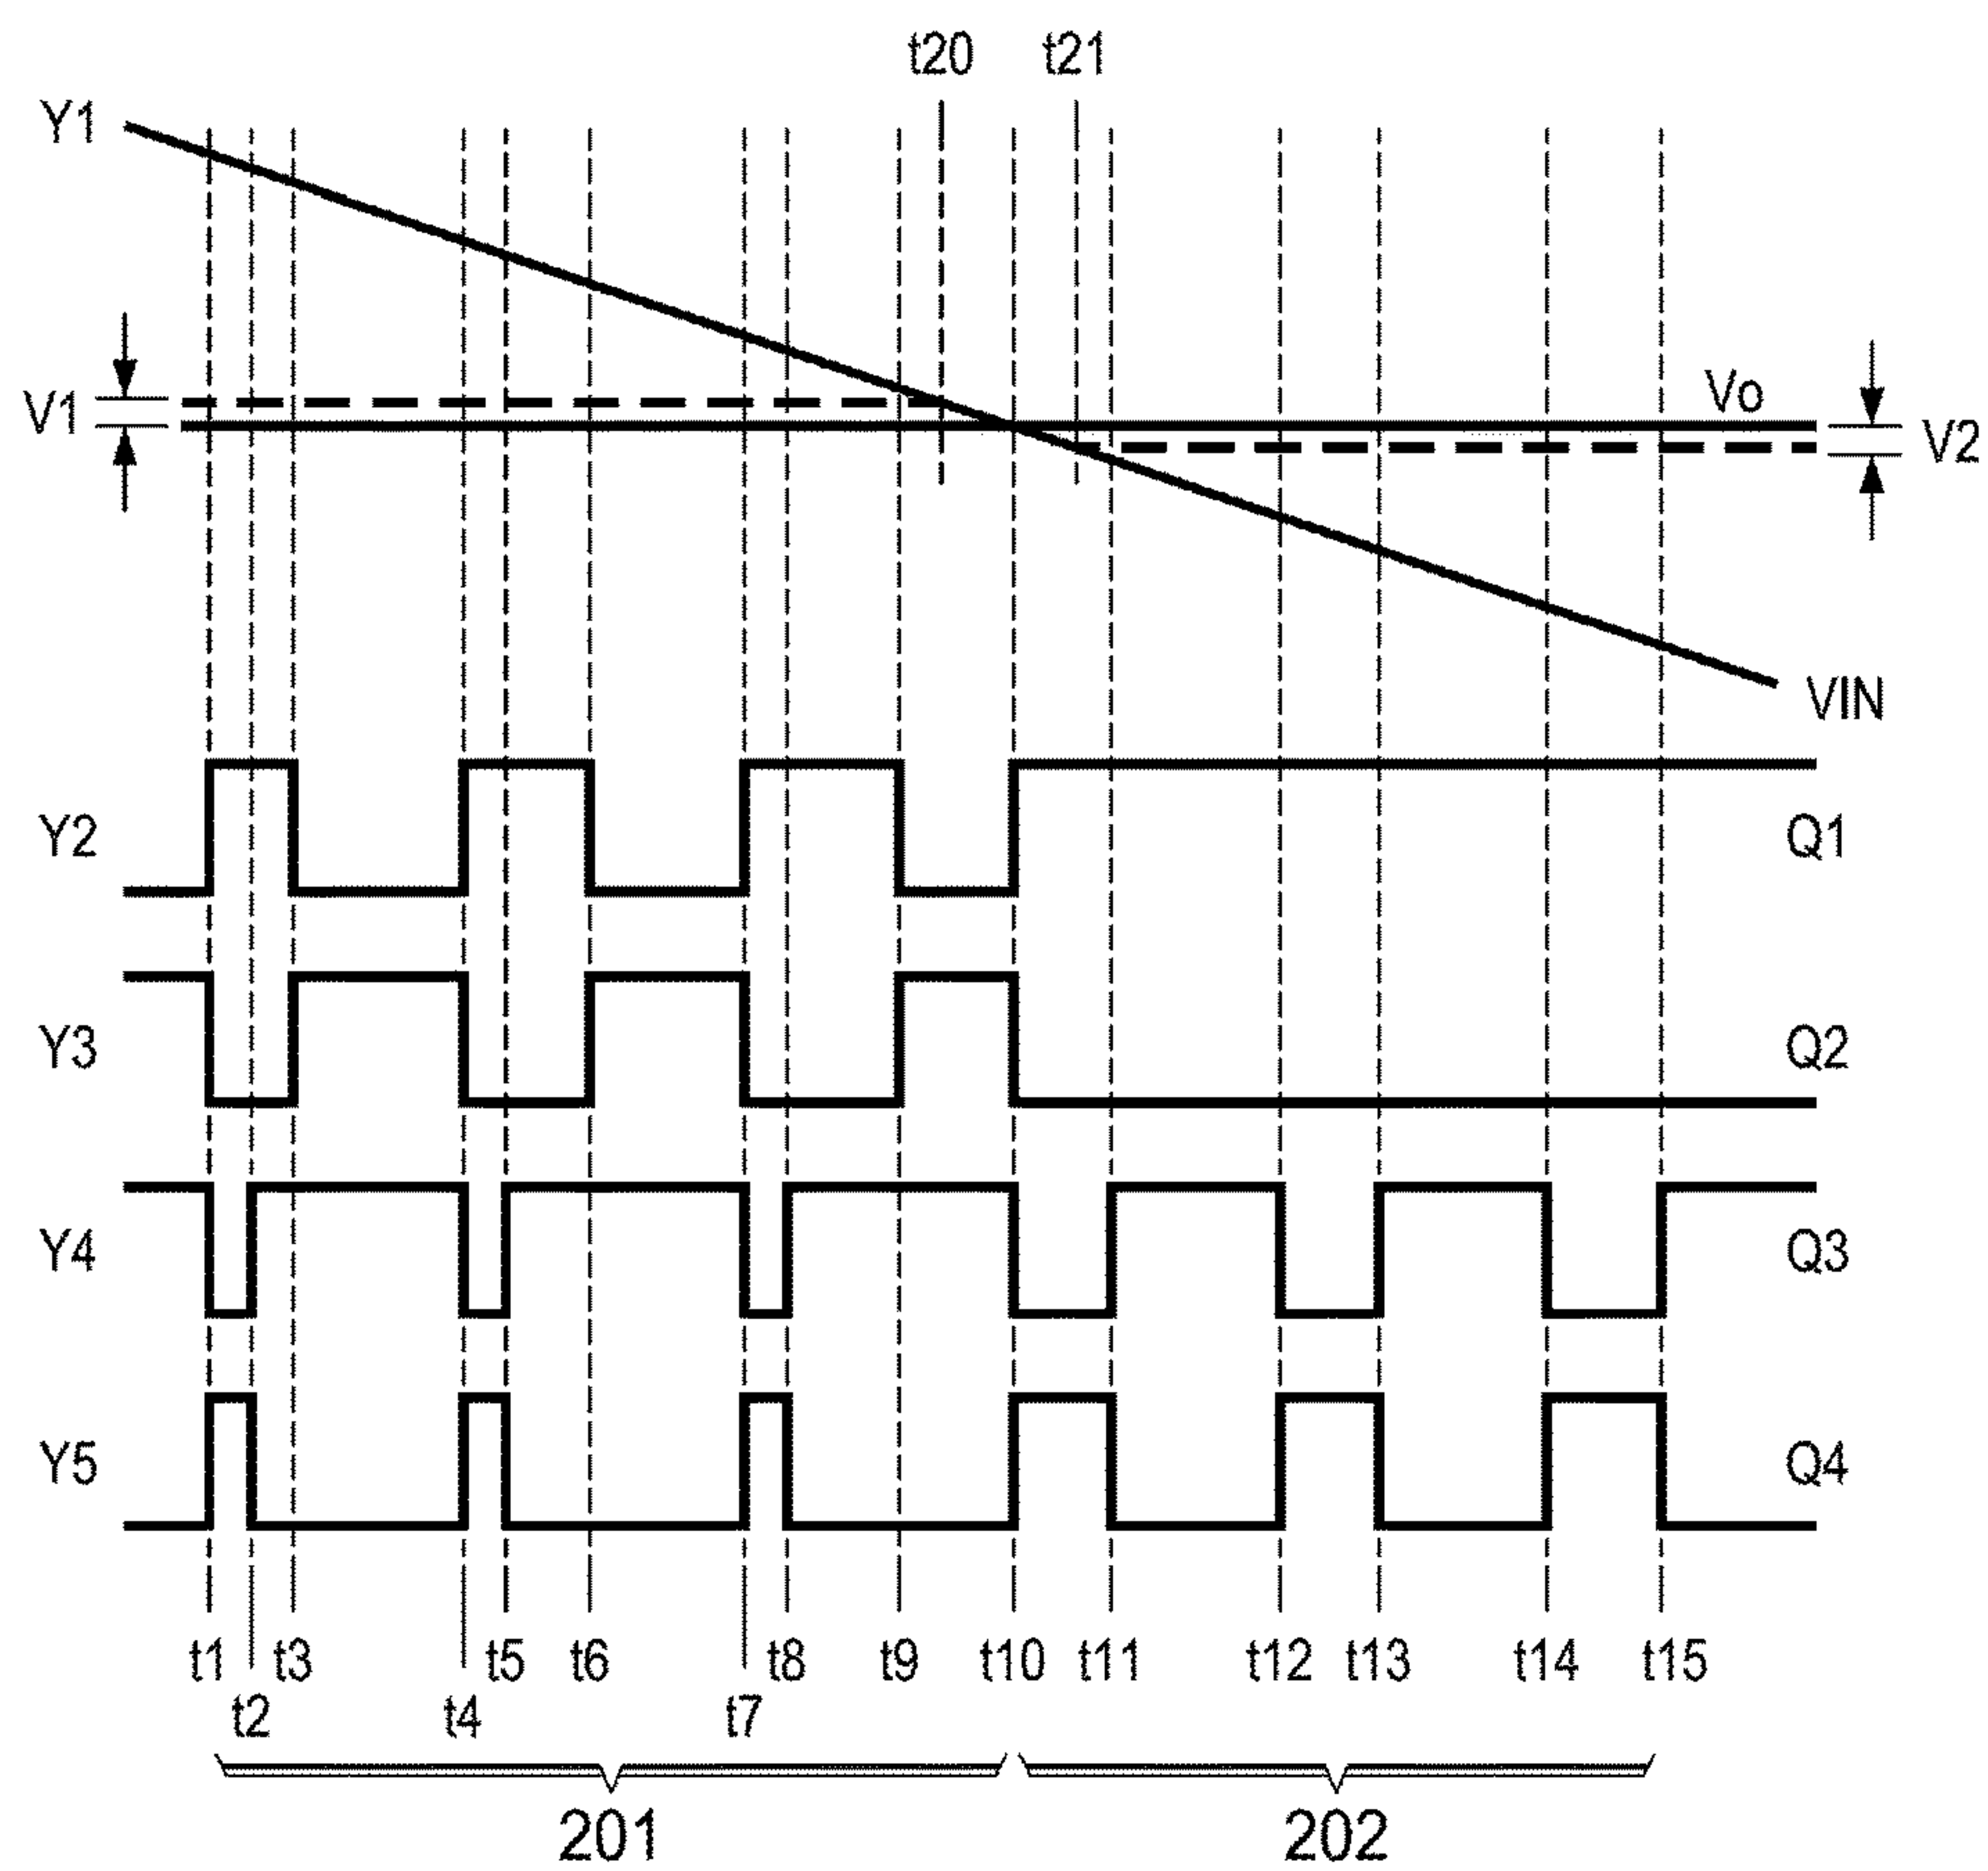 t20 t21
Y1
V1
Vo
V2
VIN
Y2 Q1
Y3 Q2
Y4 Q3
Y5 Q4
t1 t3 t5 t6 t8 t9 t10 t11 t12 t13 t14 t15
t2 t4 t7
201 202